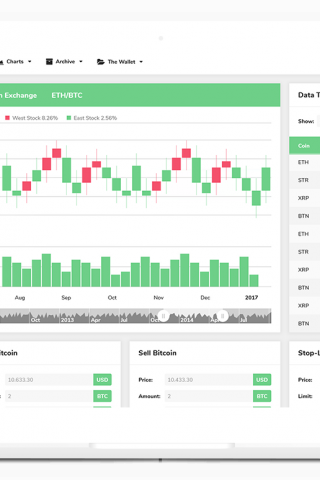 Charts Archive The Wallet
Exchange ETH/BTC
Data T
West Stock 8.26% East Stock 2.56%
Show:
Coin
ETH
STR
XRP
BTN
ETH
STR
XRP
BTN
XRP
BTN
Aug Sep Oct Nov Dec 2017
Oct 2013 Apr Jul Oct 2014 Jul
itcoin
10.633.30 USD
2 BTC
Sell Bitcoin
Price: 10.433.30 USD
Amount: 2 BTC
Stop-L
Price:
Limit: